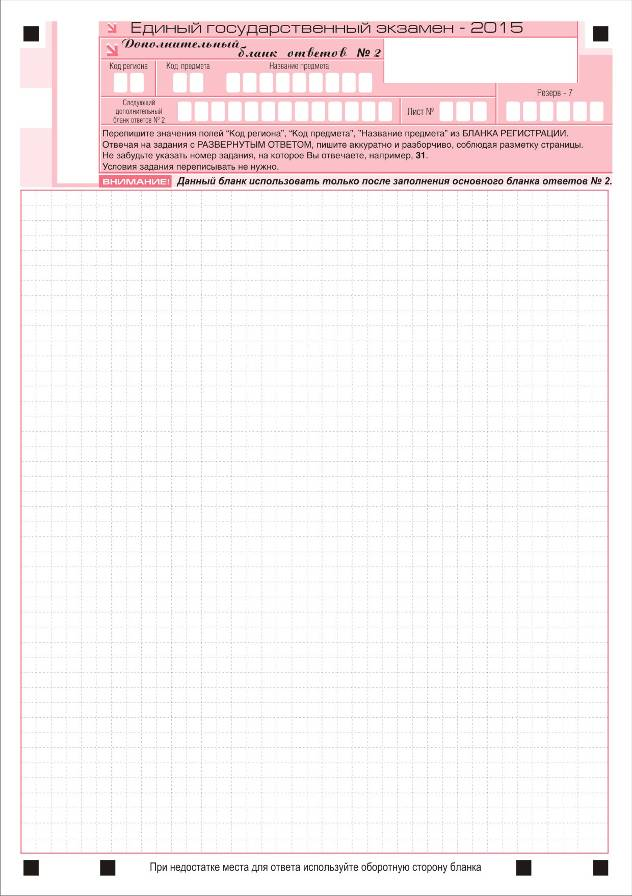 Единый государственный экзамен - 2015
Дополнительный
бланк ответов № 2
Код региона Код предмета Название предмета
Резерв - 7
Следующий
дополнительный
бланк ответов № 2
Лист №
Перепишите значения полей “Код региона”, “Код предмета”, ”Название предмета” из БЛАНКА РЕГИСТРАЦИИ.
Отвечая на задания с РАЗВЕРНУТЫМ ОТВЕТОМ, пишите аккуратно и разборчиво, соблюдая разметку страницы.
Не забудьте указать номер задания, на которое Вы отвечаете, например, 31.
Условия задания переписывать не нужно.
ВНИМАНИЕ! Данный бланк использовать только после заполнения основного бланка ответов № 2.
При недостатке места для ответа используйте оборотную сторону бланка